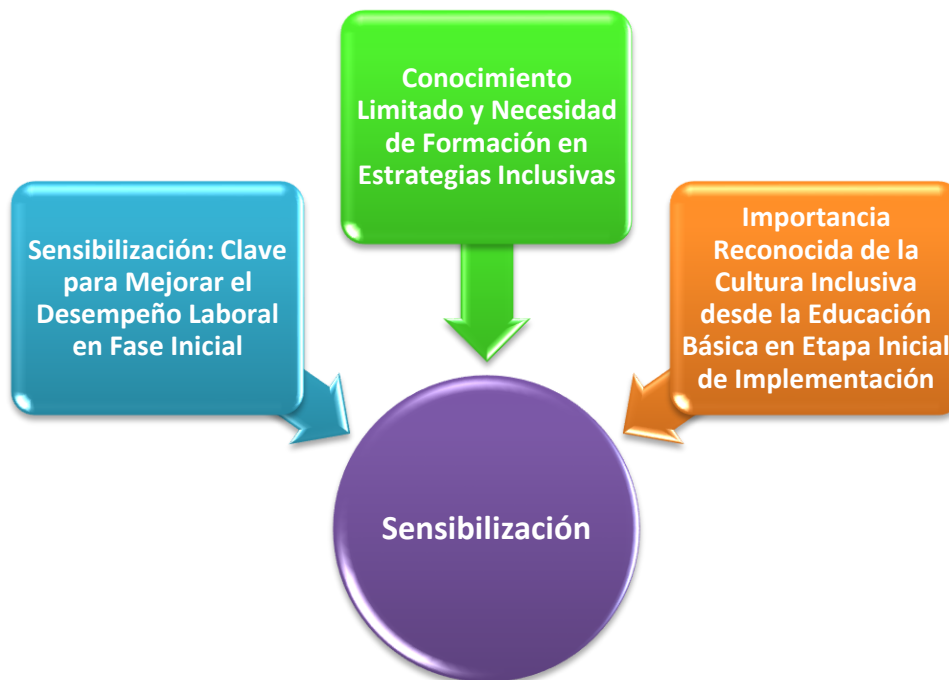 Sensibilización: Clave
para Mejorar el
Desempeño Laboral
en Fase Inicial
Conocimiento
Limitado y Necesidad
de Formación en
Estrategias Inclusivas
Importancia
Reconocida de la
Cultura Inclusiva
desde la Educación
Básica en Etapa Inicial
de Implementación
Sensibilización